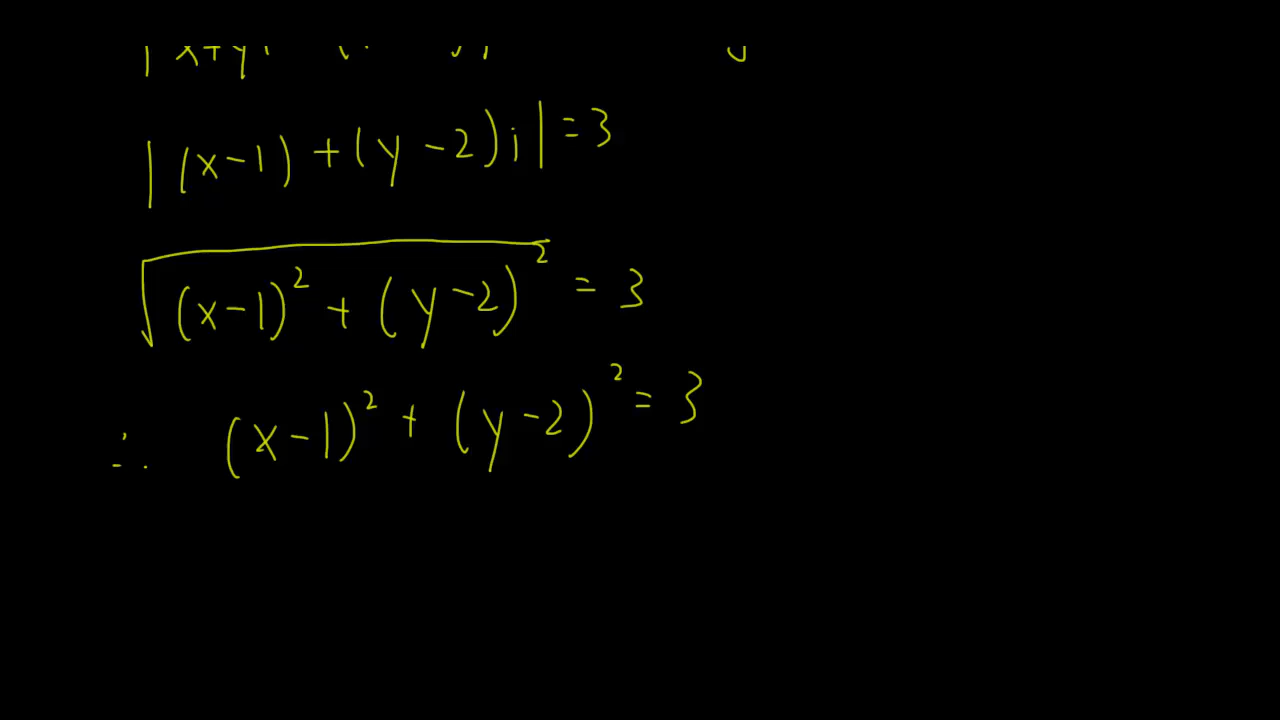 |(x-1)+(y-2)i|=3
√((x-1)²+(y-2)²)=3
∴ (x-1)²+(y-2)²=3